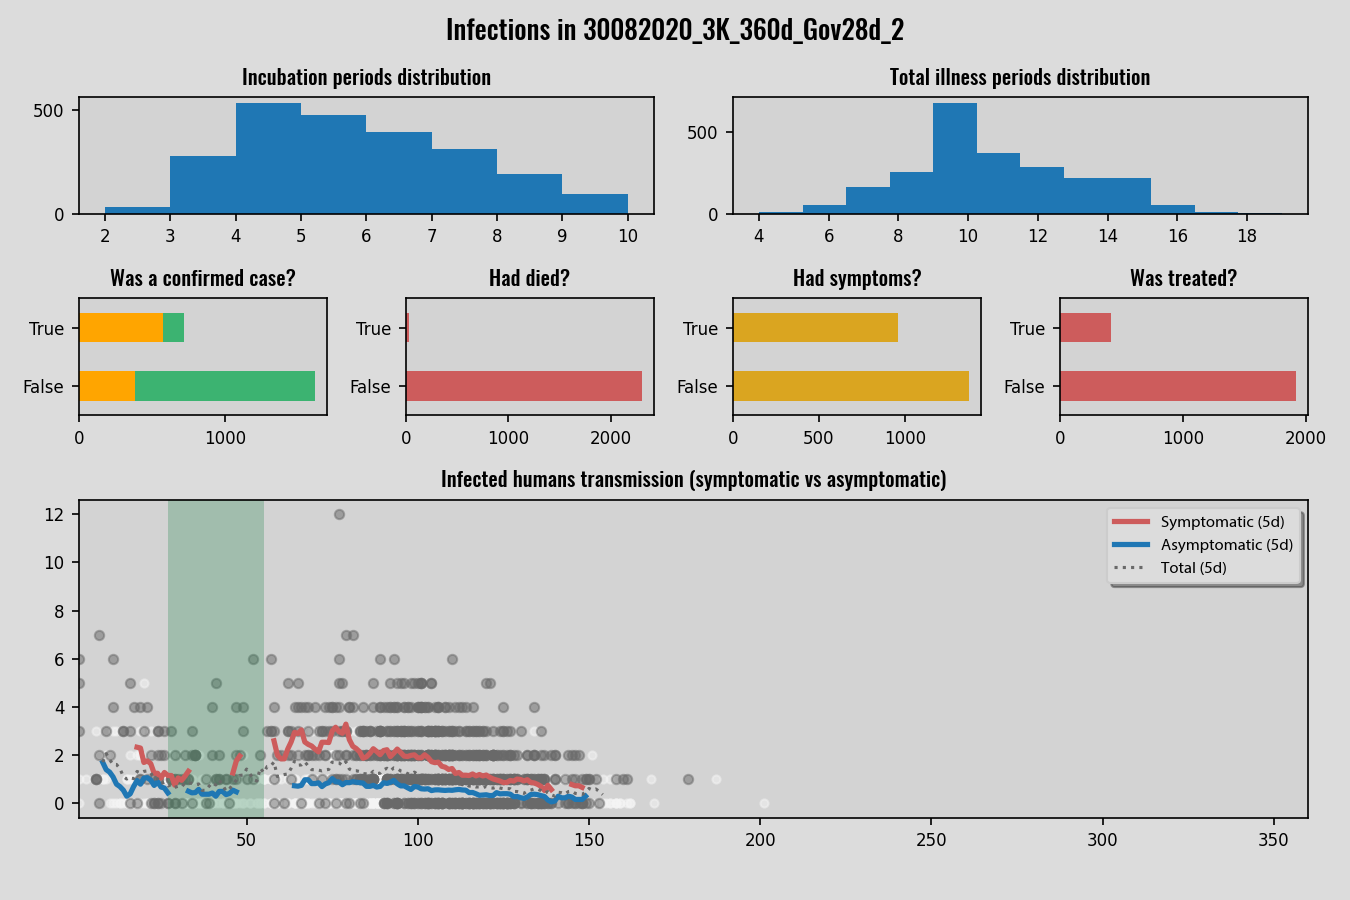 Infections in 30082020_3K_360d_Gov28d_2
Incubation periods distribution
Total illness periods distribution
500
0
2 3 4 5 6 7 8 9 10
500
0
4 6 8 10 12 14 16 18
Was a confirmed case?
Had died?
Had symptoms?
Was treated?
True
False
0 1000
True
False
0 1000 2000
True
False
0 500 1000
True
False
0 1000 2000
Infected humans transmission (symptomatic vs asymptomatic)
12
10
8
6
4
2
0
Symptomatic (5d)
Asymptomatic (5d)
Total (5d)
50 100 150 200 250 300 350